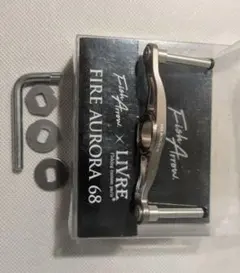 Fish Arrow × LIVRE
FIRE AURORA 68
Fish Arrow